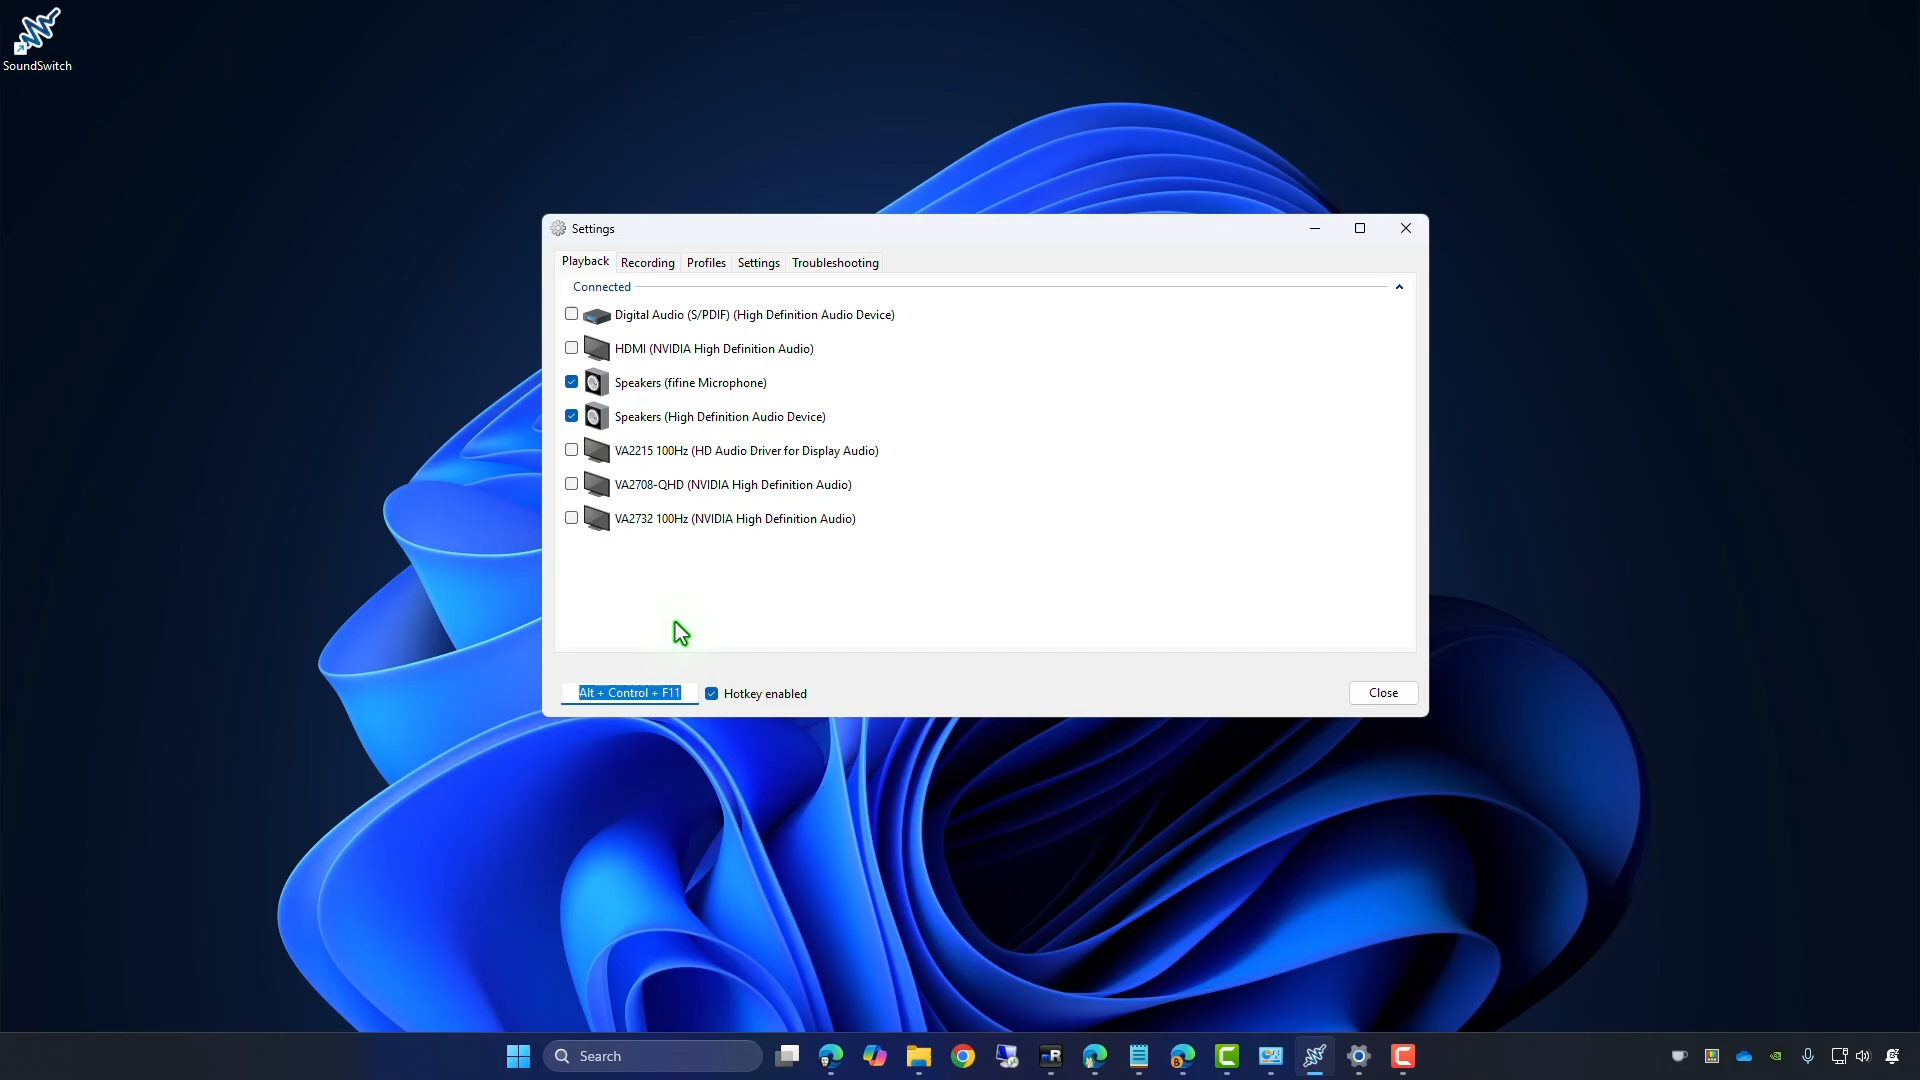 SoundSwitch
Settings
Playback Recording Profiles Settings Troubleshooting
Connected
Digital Audio (S/PDIF) (High Definition Audio Device)
HDMI (NVIDIA High Definition Audio)
Speakers (fifine Microphone)
Speakers (High Definition Audio Device)
VA2215 100Hz (HD Audio Driver for Display Audio)
VA2708-QHD (NVIDIA High Definition Audio)
VA2732 100Hz (NVIDIA High Definition Audio)
Alt + Control + F11 Hotkey enabled Close
Search